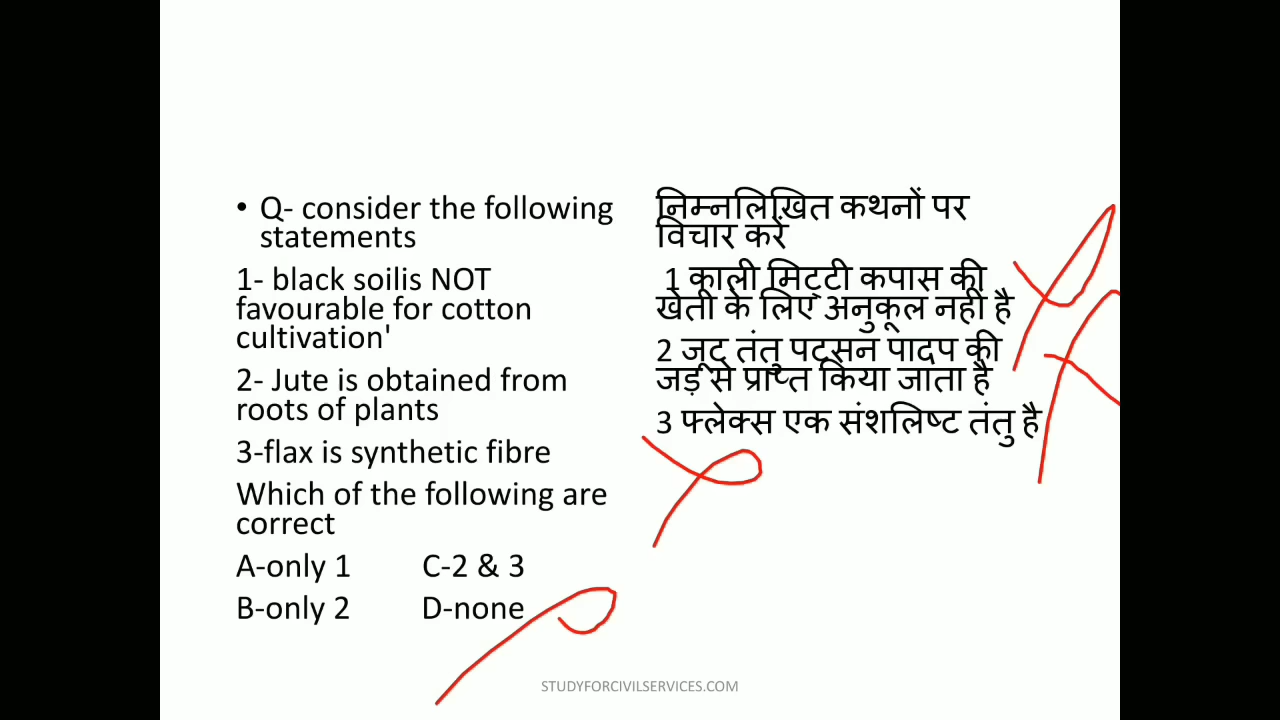 • Q- consider the following
statements
1- black soilis NOT
favourable for cotton
cultivation'
2- Jute is obtained from
roots of plants
3-flax is synthetic fibre
Which of the following are
correct
A-only 1 C-2 & 3
B-only 2 D-none
निम्नलिखित कथनों पर
विचार करें
1 काली मिट्टी कपास की
खेती के लिए अनुकूल नही है
2 जूट तंतु पटसन पादप की
जड़ से प्राप्त किया जाता है
3 फ्लेक्स एक संशलिष्ट तंतु है
STUDYFORCIVILSERVICES.COM